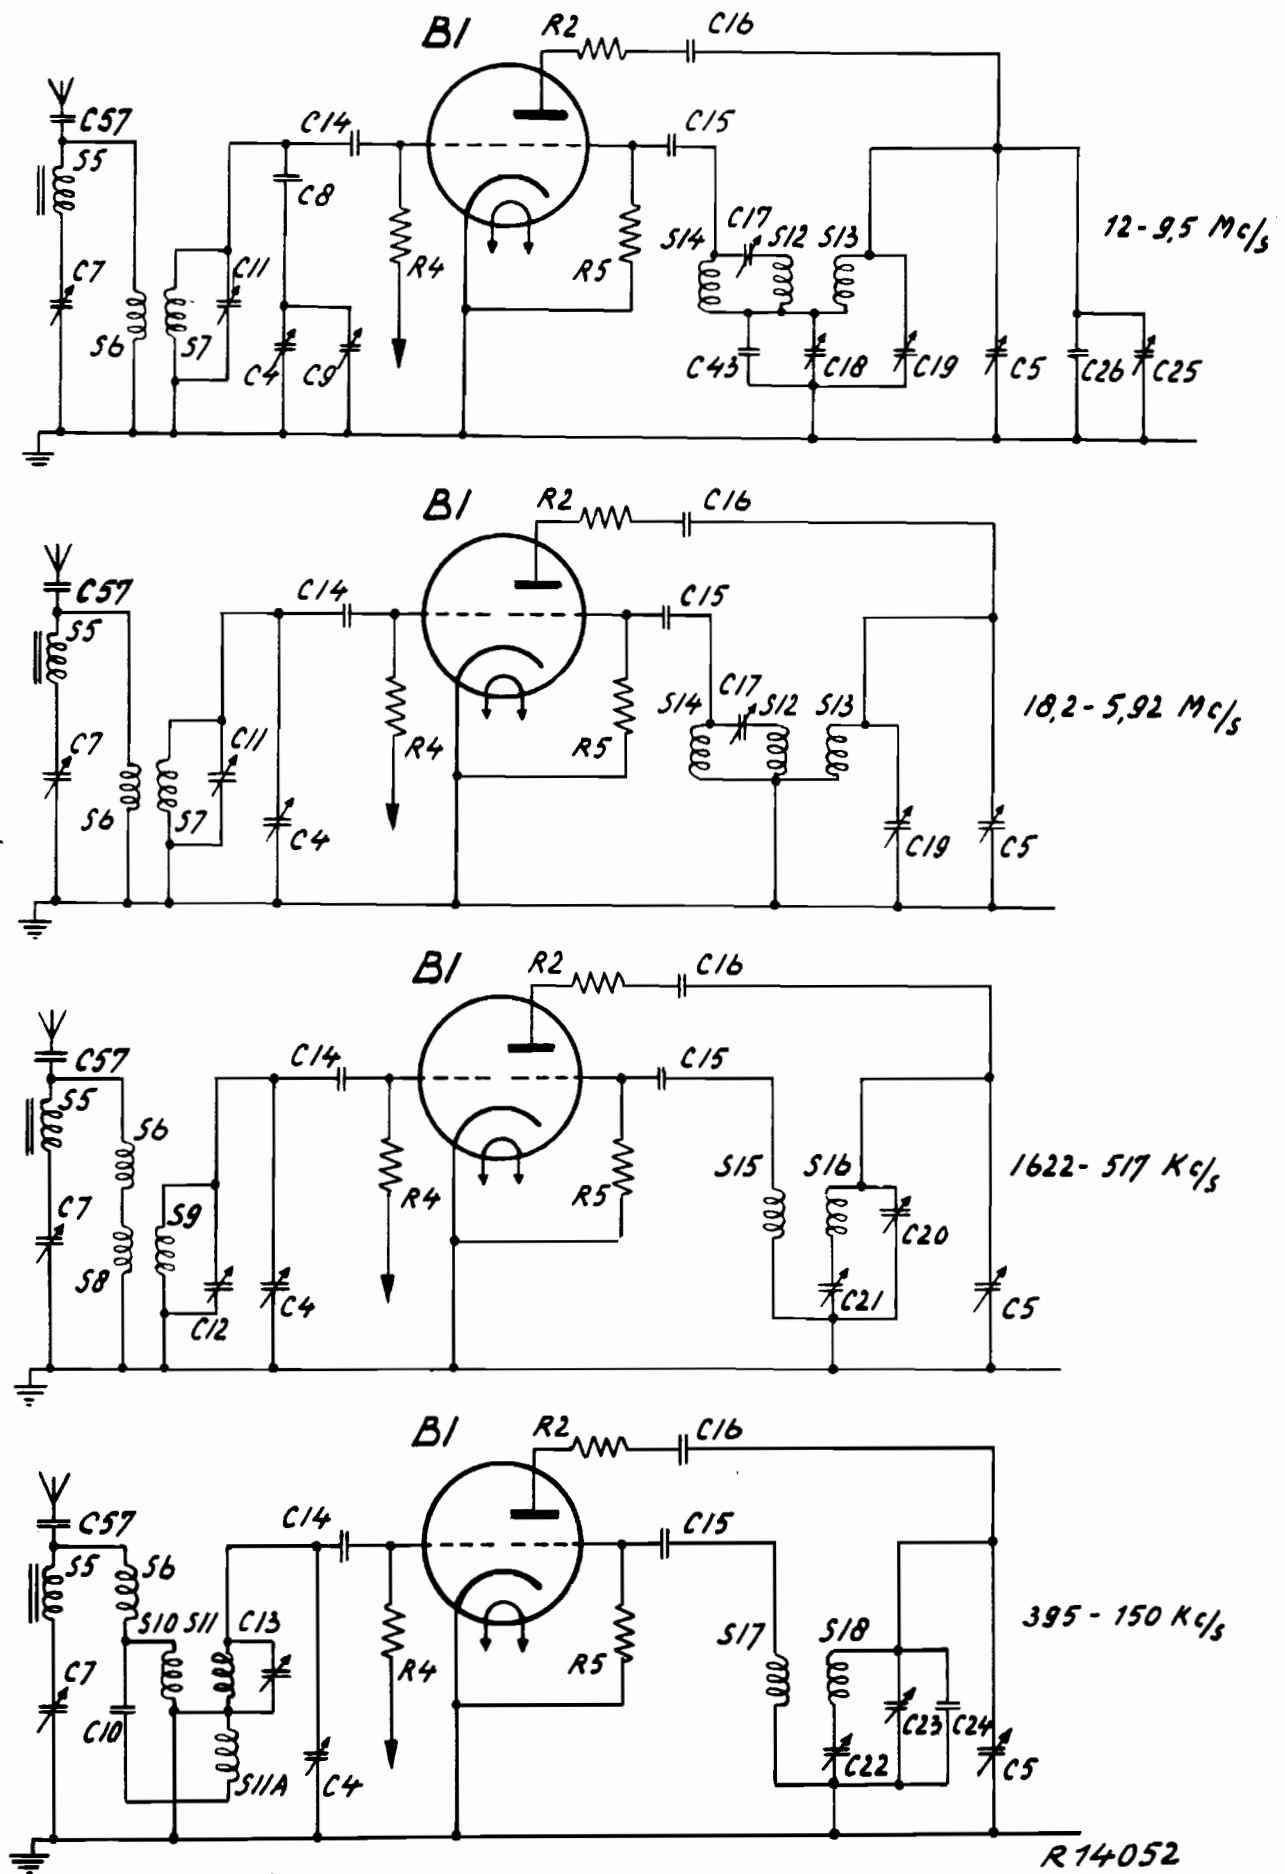 B1
R2
C16
C57
C14
C15
S5
C8
C17
12-9,5 Mc/s
S14
S12
S13
C7
C11
R4
R5
S6
S7
C4
C9
C43
C18
C19
C5
C26
C25
B1
R2
C16
C57
C14
C15
S5
C17
S14
S12
S13
18,2-5,92 Mc/s
C7
C11
R4
R5
S6
S7
C4
C19
C5
B1
R2
C16
C57
C14
C15
S5
S6
S15
S16
1622-517 Kc/s
C7
S9
R4
R5
C20
S8
C4
C21
C5
C12
B1
R2
C16
C57
C14
C15
S5
S6
S10
S11
C13
S17
S18
395-150 Kc/s
C7
R4
R5
C10
C23
C24
S11A
C4
C22
C5
R14052